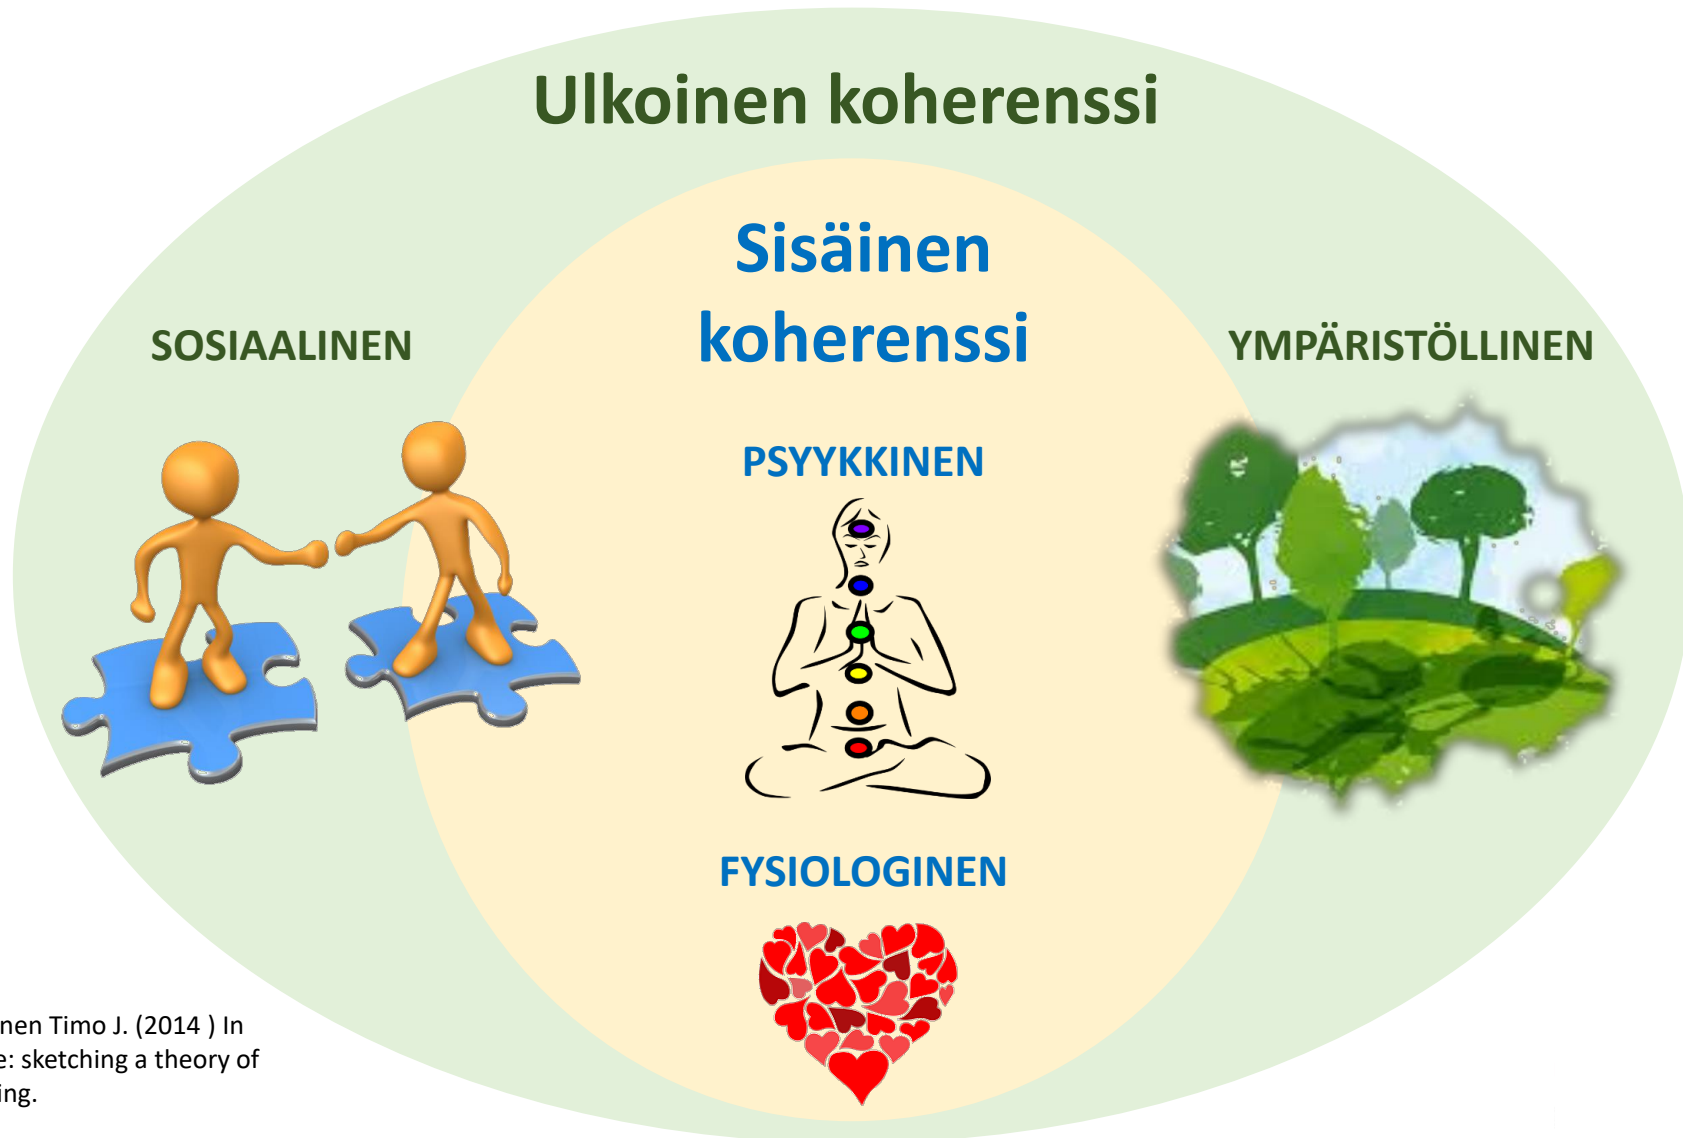 Ulkoinen koherenssi
Sisäinen
koherenssi
SOSIAALINEN
YMPÄRISTÖLLINEN
PSYYKKINEN
FYSIOLOGINEN
nen Timo J. (2014 ) In
e: sketching a theory of
ing.